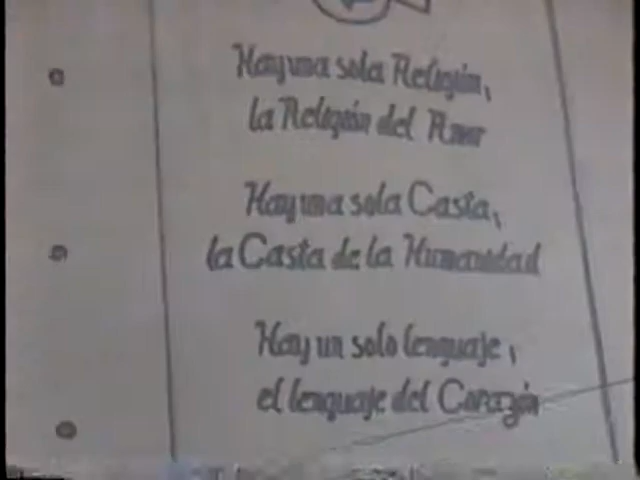 Hay una sola Religión,
la Religión del Amor
Hay una sola Casta,
la Casta de la Humanidad
Hay un solo lenguaje,
el lenguaje del Corazón